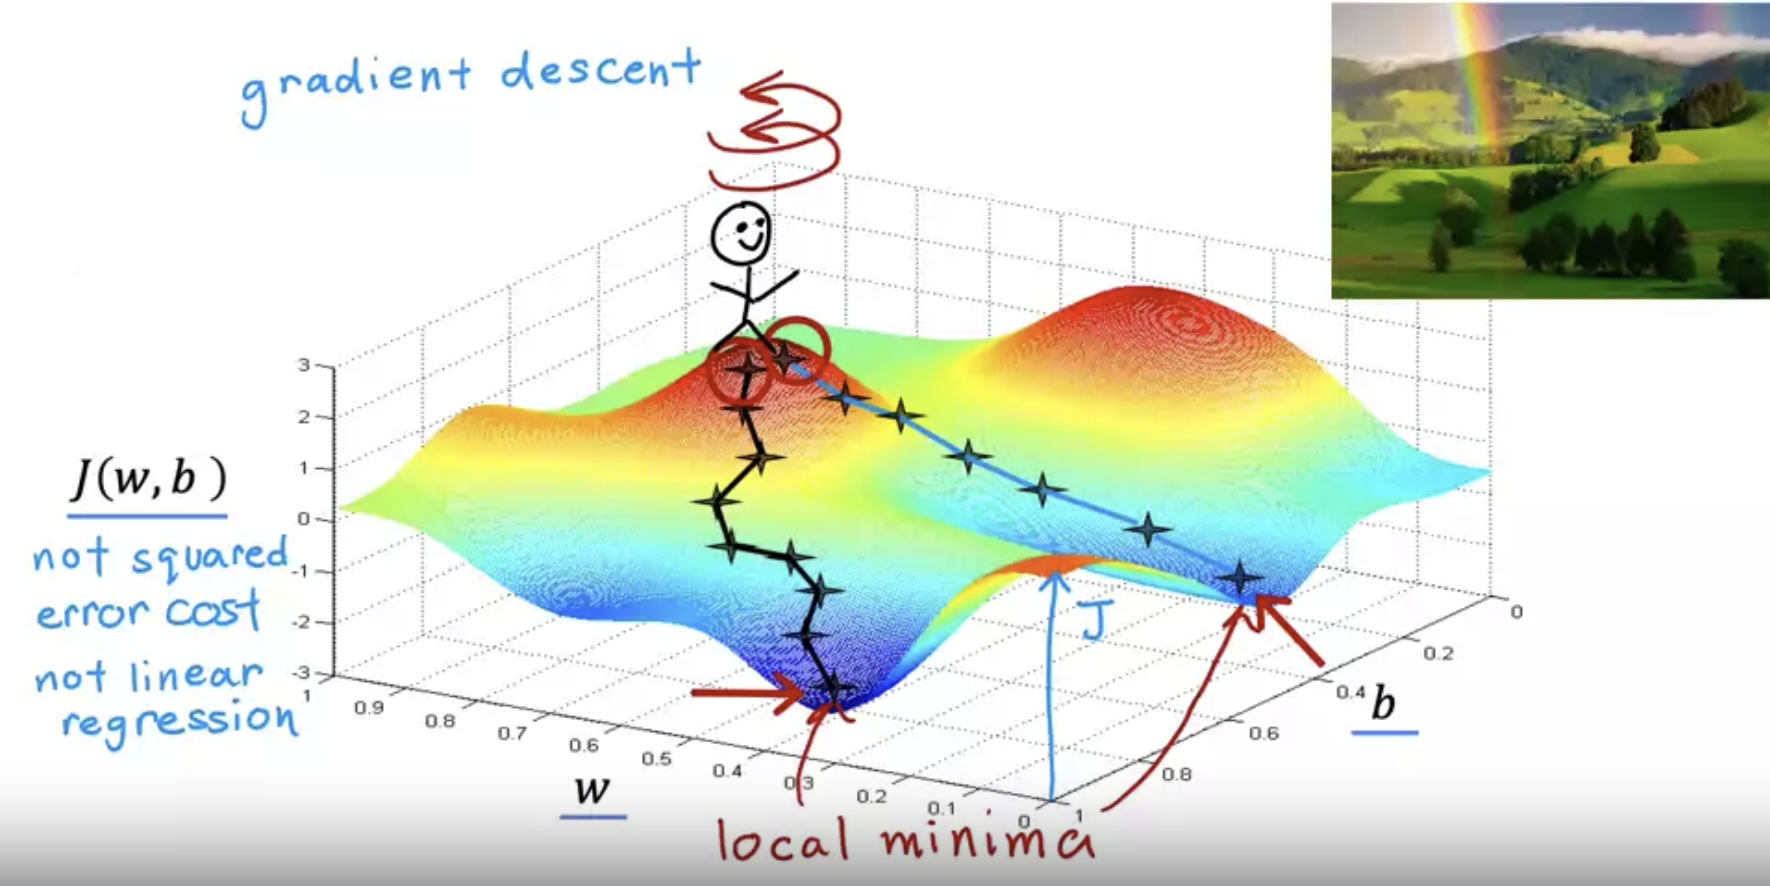 gradient descent
J(w, b )
not squared
error cost
not linear
regression
3
2
1
0
-1
-2
-3
1
0.9
0.8
0.7
0.6
0.5
0.4
0.3
0.2
0.1
0
w
1
0.8
0.6
0.4
0.2
0
b
J
local minima